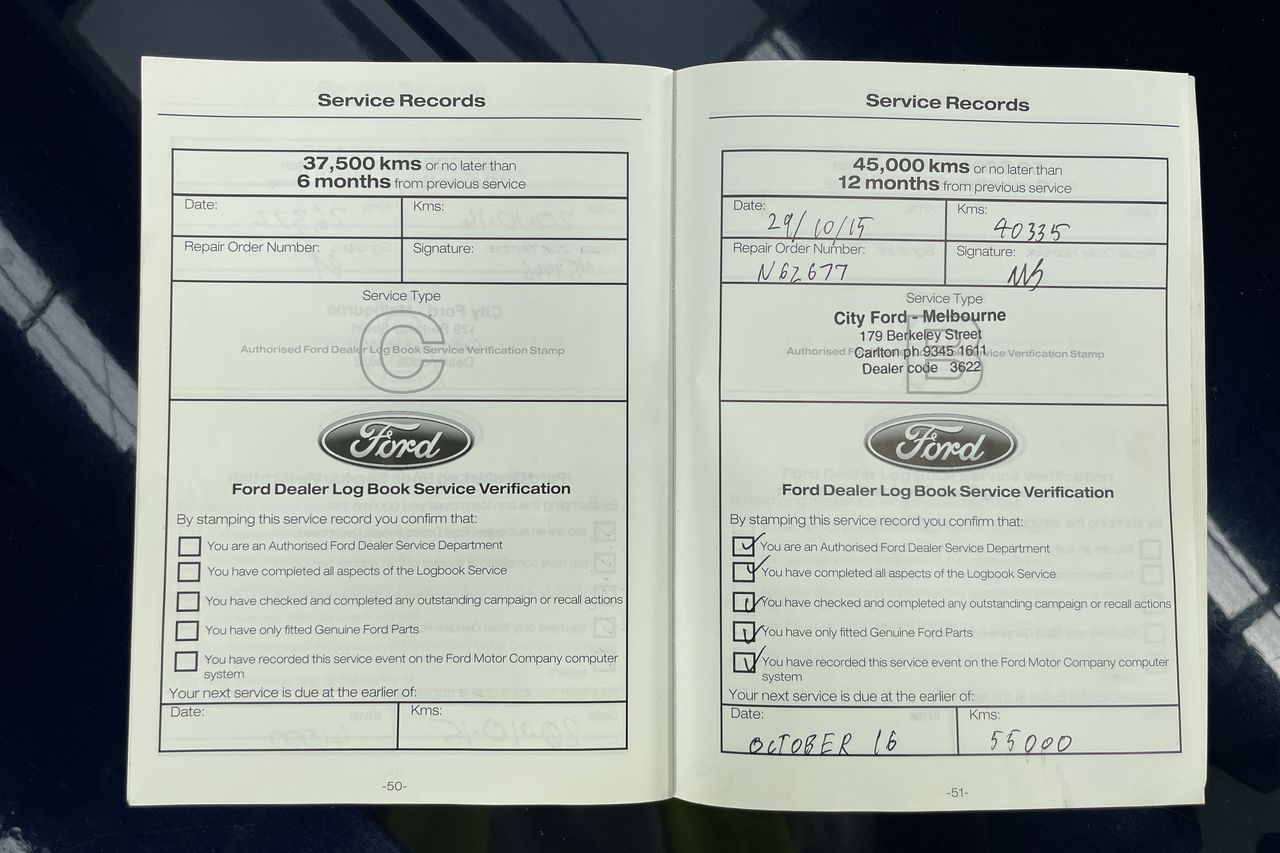 Service Records
37,500 kms or no later than
6 months from previous service
Date:
Kms:
Repair Order Number:
Signature:
Service Type
C
Authorised Ford Dealer Log Book Service Verification Stamp
Ford
Ford Dealer Log Book Service Verification
By stamping this service record you confirm that:
You are an Authorised Ford Dealer Service Department
You have completed all aspects of the Logbook Service
You have checked and completed any outstanding campaign or recall actions
You have only fitted Genuine Ford Parts
You have recorded this service event on the Ford Motor Company computer
system
Your next service is due at the earlier of:
Date:
Kms:
-50-
Service Records
45,000 kms or no later than
12 months from previous service
Date:
29/10/15
Kms:
40335
Repair Order Number:
N62677
Signature:
Service Type
City Ford - Melbourne
179 Berkeley Street
Carlton ph 9345 1611
Dealer code 3622
B
Authorised Service Verification Stamp
Ford
Ford Dealer Log Book Service Verification
By stamping this service record you confirm that:
You are an Authorised Ford Dealer Service Department
You have completed all aspects of the Logbook Service
You have checked and completed any outstanding campaign or recall actions
You have only fitted Genuine Ford Parts
You have recorded this service event on the Ford Motor Company computer
system
Your next service is due at the earlier of:
Date:
OCTOBER 16
Kms:
55000
-51-